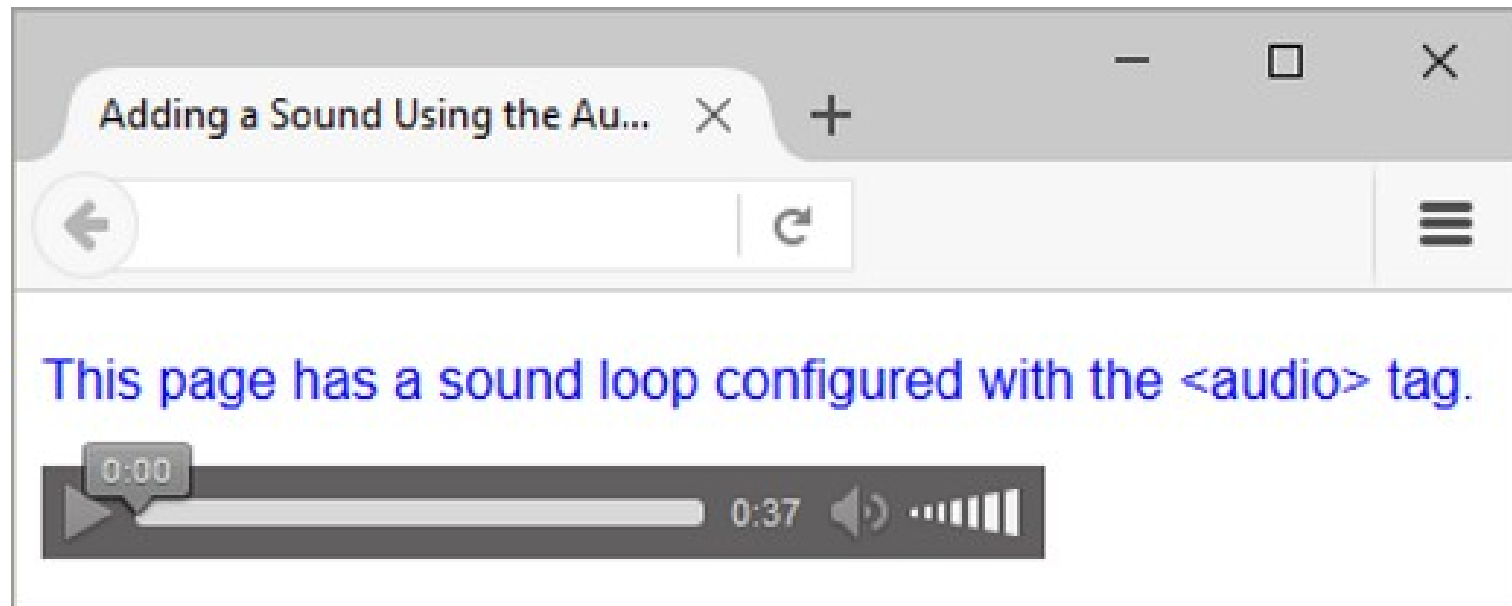 Adding a Sound Using the Au...
This page has a sound loop configured with the <audio> tag.
0:00
0:37